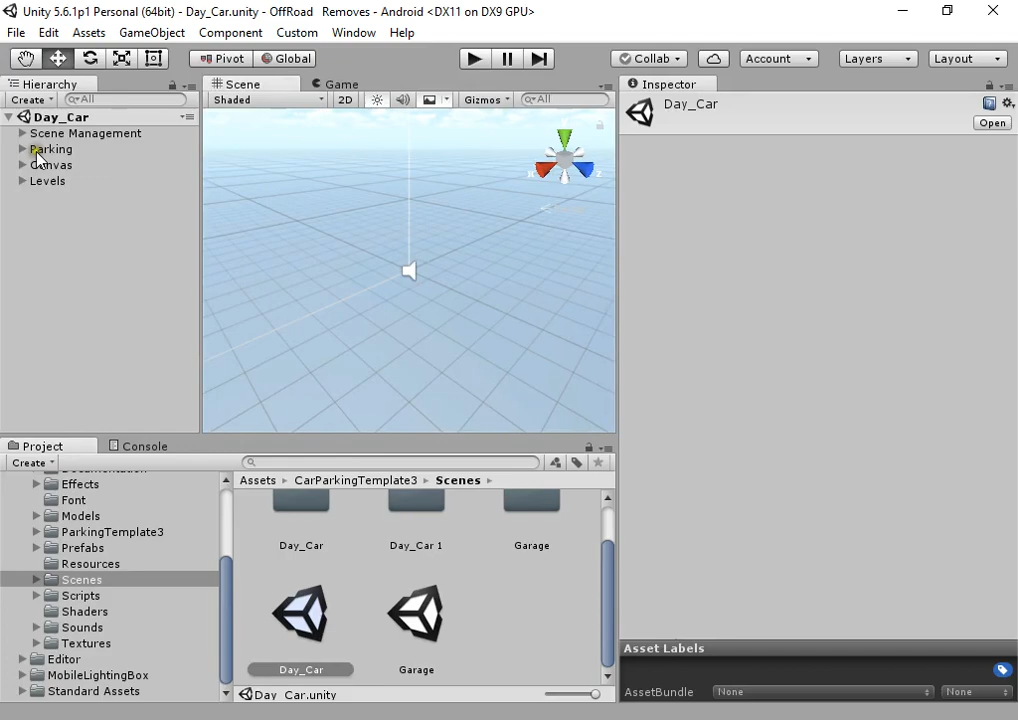 Unity 5.6.1p1 Personal (64bit) - Day_Car.unity - OffRoad Removes - Android <DX11 on DX9 GPU>
File Edit Assets GameObject Component Custom Window Help
Pivot Global Collab Account Layers Layout
Hierarchy Scene Game Inspector
Create All Shaded 2D Gizmos All
Day_Car
Open
Day_Car
Scene Management
Parking
Canvas
Levels
Project Console
Create
Assets CarParkingTemplate3 Scenes
Effects
Font
Models
ParkingTemplate3
Prefabs
Resources
Scenes
Scripts
Shaders
Sounds
Textures
Editor
MobileLightingBox
Standard Assets
Day_Car Day_Car 1 Garage
Day_Car Garage
Day_Car.unity
Asset Labels
AssetBundle None None